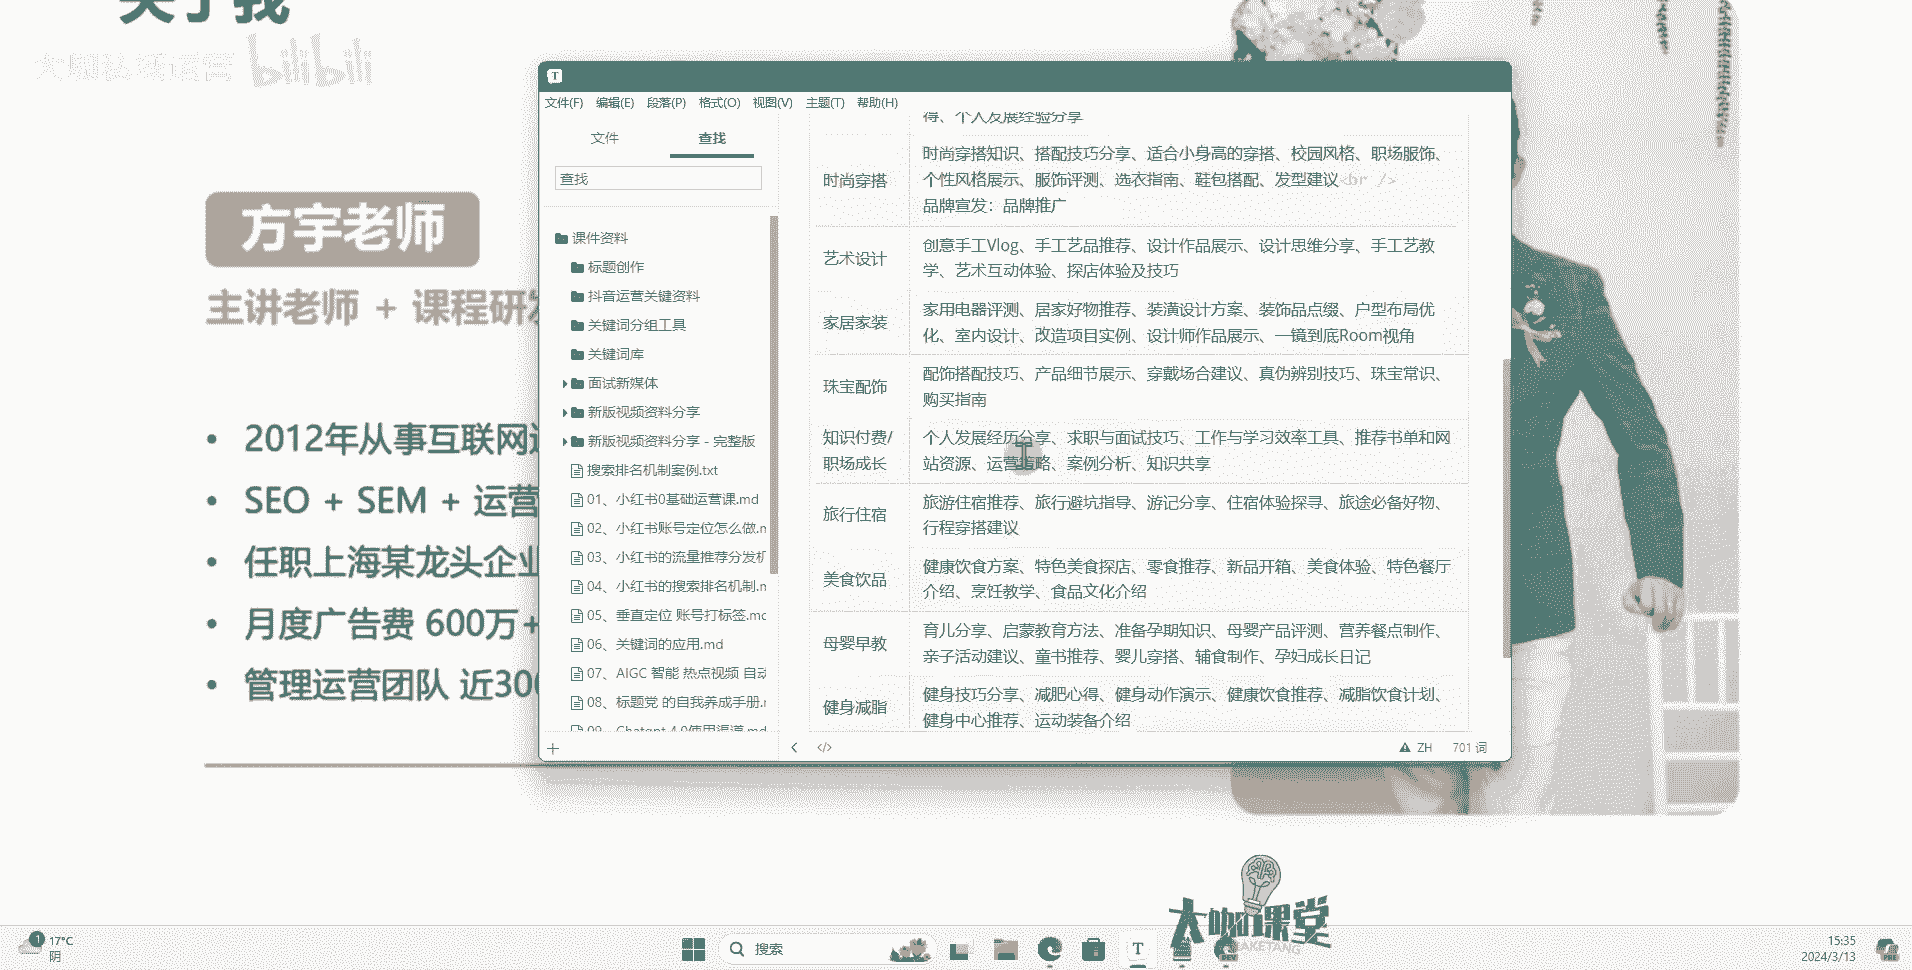 关于我
大咖私域运营 bilibili
方宇老师
主讲老师 + 课程研
2012年从事互联网
SEO + SEM + 运营
任职上海某龙头企业
月度广告费 600万+
管理运营团队 近30
T
文件(F) 编辑(E) 段落(P) 格式(O) 视图(V) 主题(T) 帮助(H)
文件 查找
查找
课件资料
标题创作
抖音运营关键资料
关键词分组工具
关键词库
面试新媒体
新版视频资料分享
新版视频资料分享 - 完整版
搜索排名机制案例.txt
01、小红书0基础运营课.md
02、小红书账号定位怎么做.m
03、小红书的流量推荐分发机
04、小红书的搜索排名机制.m
05、垂直定位 账号打标签.mc
06、关键词的应用.md
07、AIGC 智能 热点视频 自动
08、标题党 的自我养成手册.r
09、Chatgpt 4.0使用渠道.md
得、个人发展经验分享
时尚穿搭
时尚穿搭知识、搭配技巧分享、适合小身高的穿搭、校园风格、职场服饰、
个性风格展示、服饰评测、选衣指南、鞋包搭配、发型建议<br />
品牌宣发：品牌推广
艺术设计
创意手工Vlog、手工艺品推荐、设计作品展示、设计思维分享、手工艺教
学、艺术互动体验、探店体验及技巧
家居家装
家用电器评测、居家好物推荐、装潢设计方案、装饰品点缀、户型布局优
化、室内设计、改造项目实例、设计师作品展示、一镜到底Room视角
珠宝配饰
配饰搭配技巧、产品细节展示、穿戴场合建议、真伪辨别技巧、珠宝常识、
购买指南
知识付费/
职场成长
个人发展经历分享、求职与面试技巧、工作与学习效率工具、推荐书单和网
站资源、运营策略、案例分析、知识共享
旅行住宿
旅游住宿推荐、旅行避坑指导、游记分享、住宿体验探寻、旅途必备好物、
行程穿搭建议
美食饮品
健康饮食方案、特色美食探店、零食推荐、新品开箱、美食体验、特色餐厅
介绍、烹饪教学、食品文化介绍
母婴早教
育儿分享、启蒙教育方法、准备孕期知识、母婴产品评测、营养餐点制作、
亲子活动建议、童书推荐、婴儿穿搭、辅食制作、孕妇成长日记
健身减脂
健身技巧分享、减肥心得、健身动作演示、健康饮食推荐、减脂饮食计划、
健身中心推荐、运动装备介绍
</> ZH 701 词
大咖课堂
DAKETANG
1 17°C
阴
搜索
T
DEV
15:35
2024/3/13
PRE